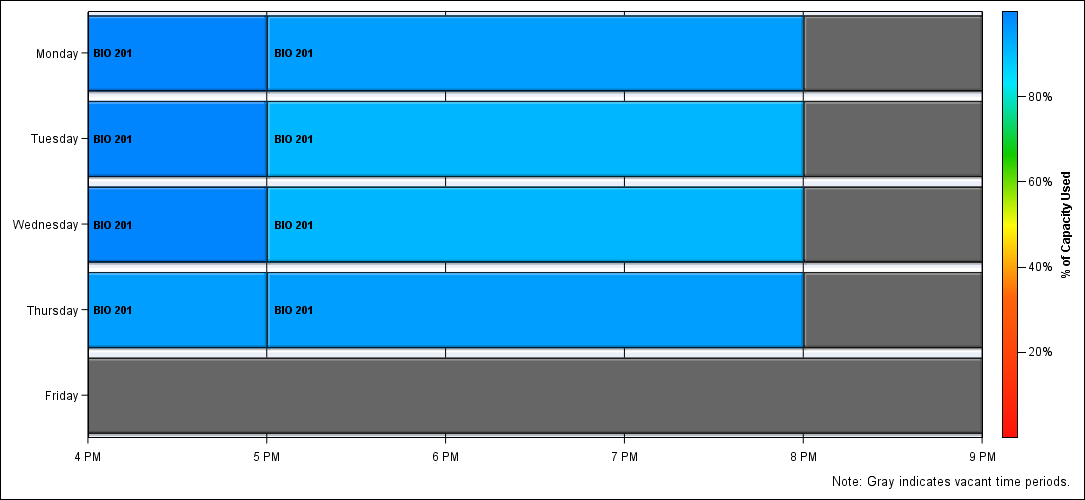 Monday
BIO 201
BIO 201
Tuesday
BIO 201
BIO 201
Wednesday
BIO 201
BIO 201
Thursday
BIO 201
BIO 201
Friday
4 PM
5 PM
6 PM
7 PM
8 PM
9 PM
80%
60%
40%
20%
% of Capacity Used
Note: Gray indicates vacant time periods.